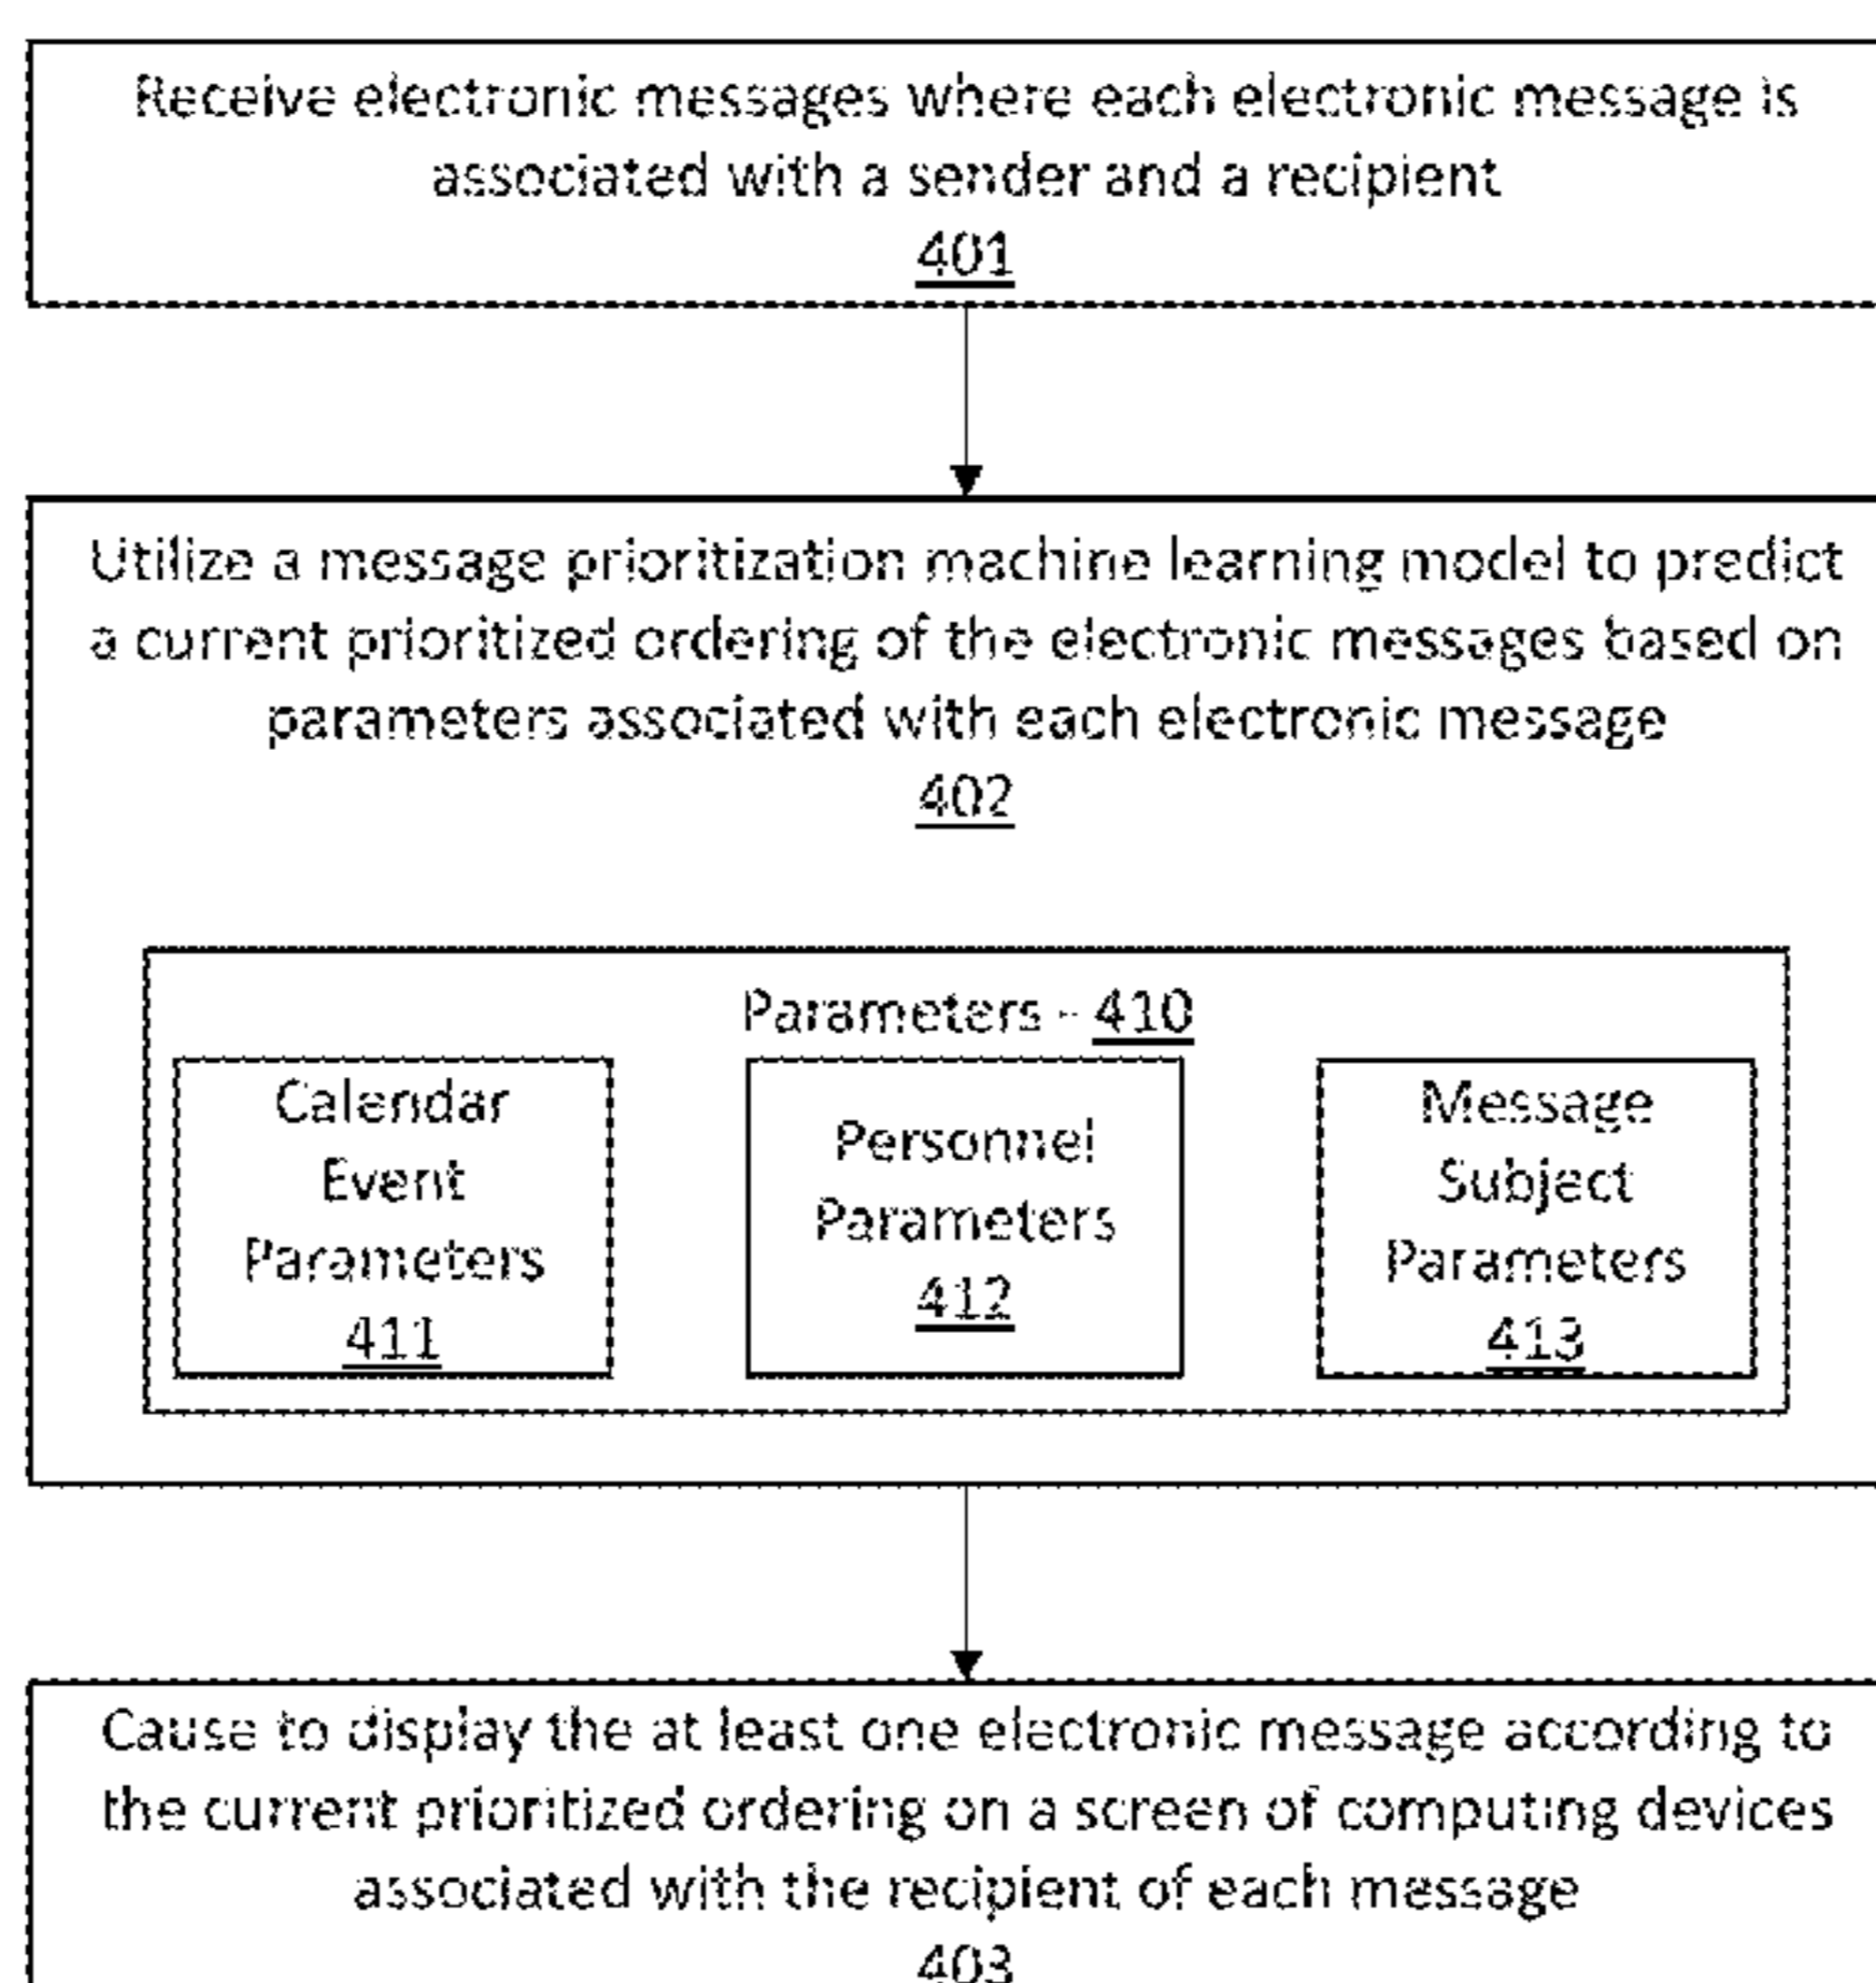 Receive electronic messages where each electronic message is
associated with a sender and a recipient
401
Utilize a message prioritization machine learning model to predict
a current prioritized ordering of the electronic messages based on
parameters associated with each electronic message
402
Parameters - 410
Calendar
Event
Parameters
411
Personnel
Parameters
412
Message
Subject
Parameters
413
Cause to display the at least one electronic message according to
the current prioritized ordering on a screen of computing devices
associated with the recipient of each message
403